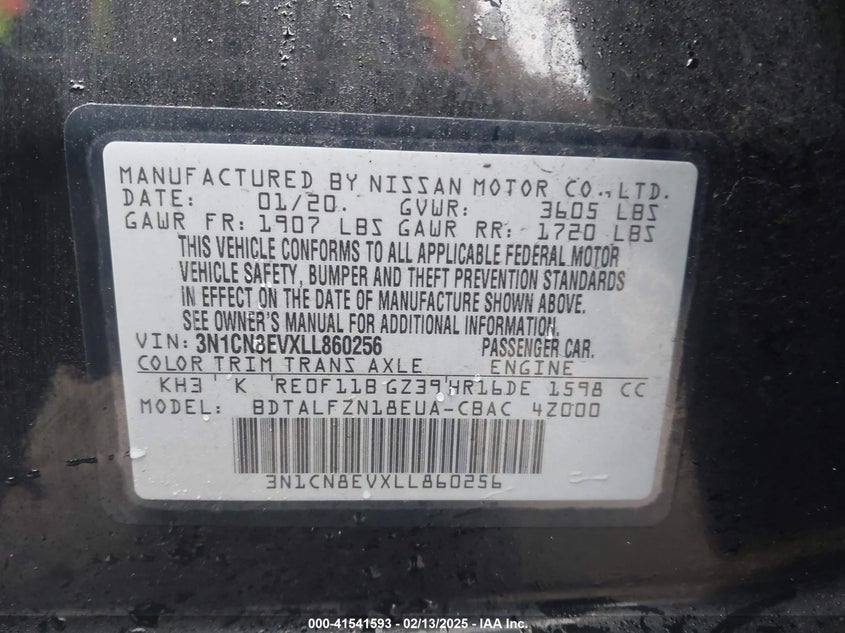 MANUFACTURED BY NISSAN MOTOR CO., LTD.
DATE: 01/20. GVWR: 3605 LBS
GAWR FR: 1907 LBS GAWR RR: 1720 LBS
THIS VEHICLE CONFORMS TO ALL APPLICABLE FEDERAL MOTOR
VEHICLE SAFETY, BUMPER AND THEFT PREVENTION STANDARDS
IN EFFECT ON THE DATE OF MANUFACTURE SHOWN ABOVE.
SEE OWNER'S MANUAL FOR ADDITIONAL INFORMATION.
VIN: 3N1CN8EVXLL860256 PASSENGER CAR.
COLOR TRIM TRANS AXLE ENGINE
KH3 K RE0F11B GZ39 HR16DE 1598 CC
MODEL: BDTALFZN18EUA-CBAC 4Z000
3N1CN8EVXLL860256
000-41541593 - 02/13/2025 - IAA Inc.